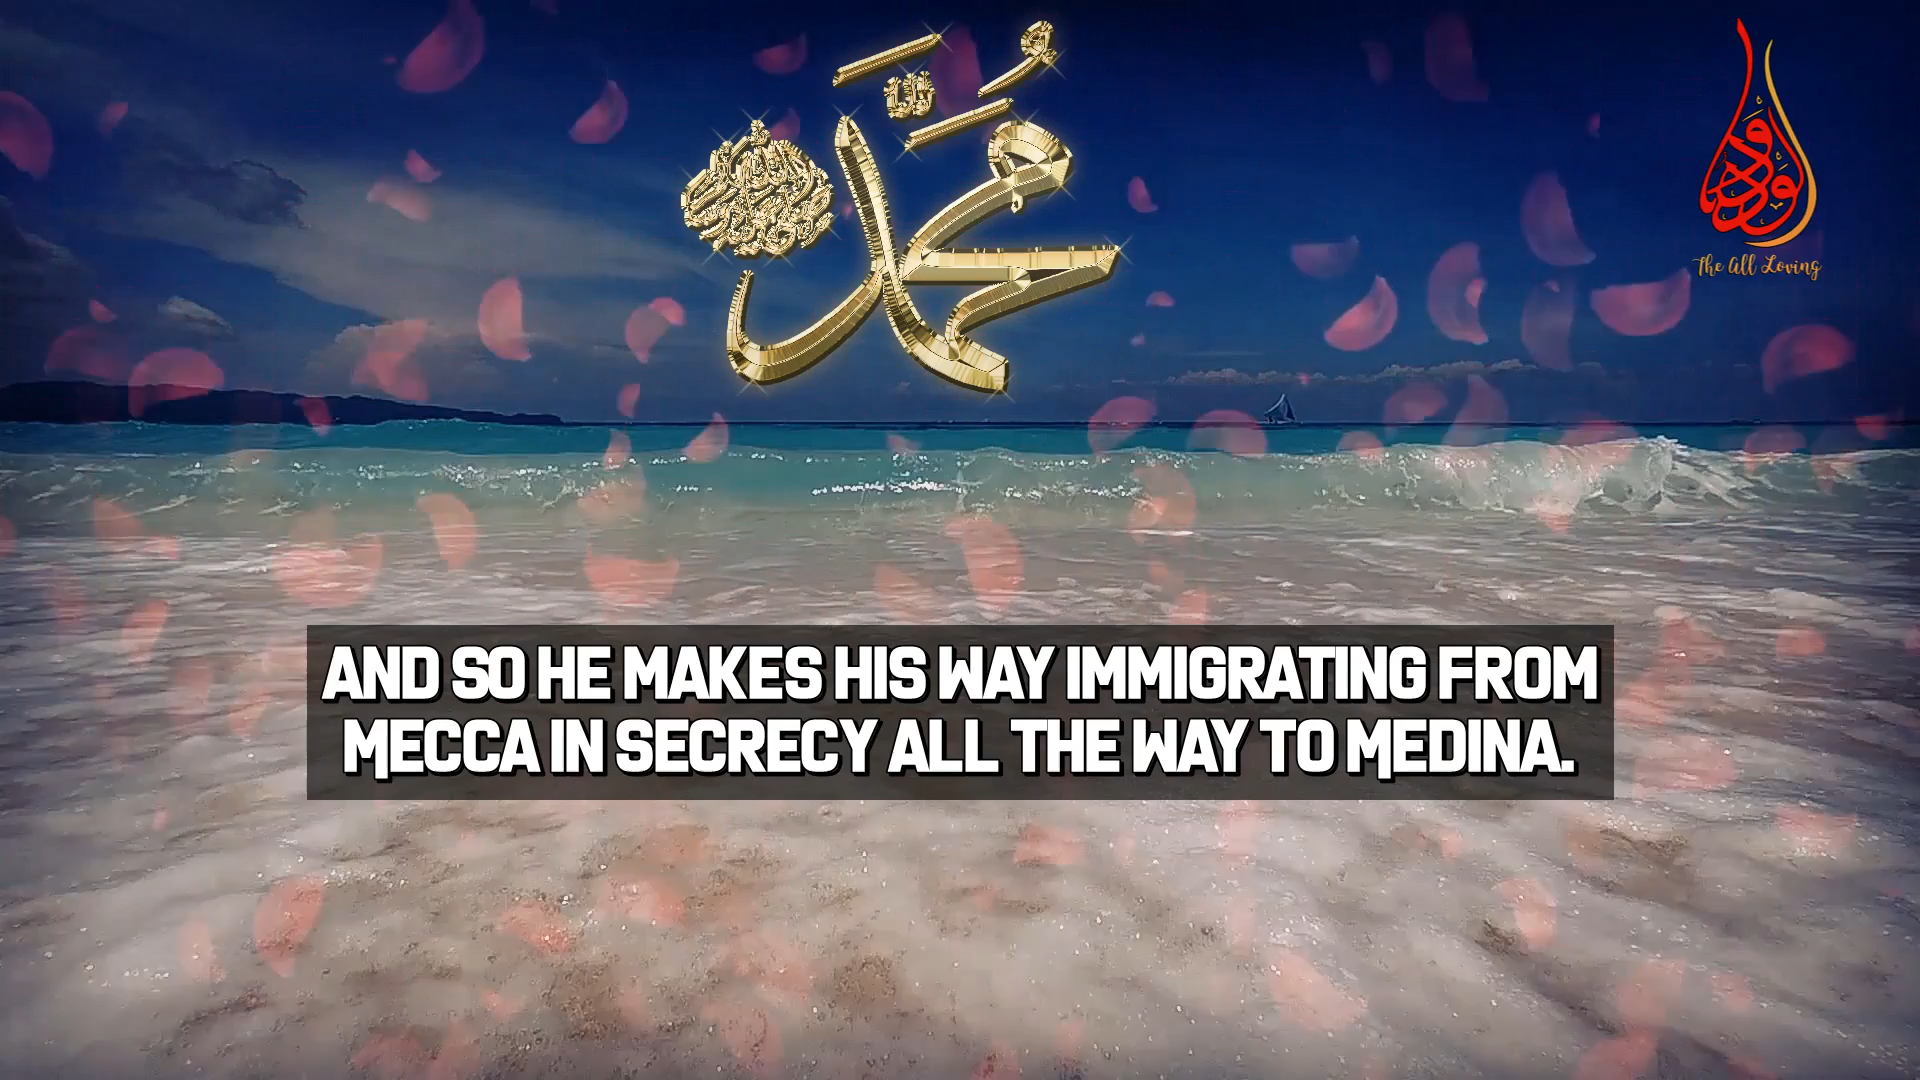 محمد
الودود
The All Loving
AND SO HE MAKES HIS WAY IMMIGRATING FROM
MECCA IN SECRECY ALL THE WAY TO MEDINA.